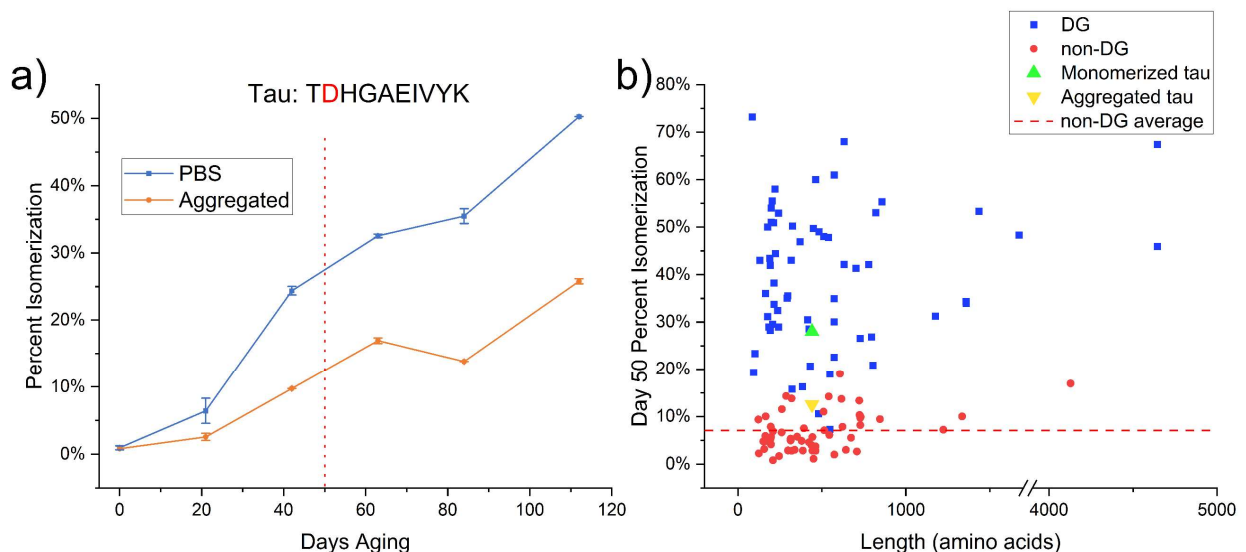 a)
Tau: TDHGAEIVYK
PBS
Aggregated
Percent Isomerization
50%
40%
30%
20%
10%
0%
0 20 40 60 80 100 120
Days Aging
b)
DG
non-DG
Monomerized tau
Aggregated tau
non-DG average
Day 50 Percent Isomerization
80%
70%
60%
50%
40%
30%
20%
10%
0%
0 1000 4000 5000
Length (amino acids)